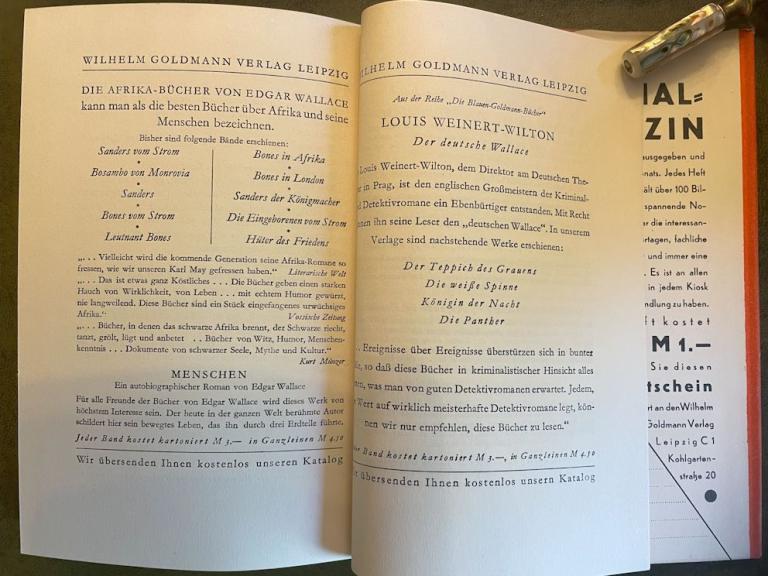 WILHELM GOLDMANN VERLAG LEIPZIG
DIE AFRIKA-BÜCHER VON EDGAR WALLACE
kann man als die besten Bücher über Afrika und seine
Menschen bezeichnen.
Bisher sind folgende Bände erschienen:
Sanders vom Strom
Bosambo von Monrovia
Sanders
Bones vom Strom
Leutnant Bones
Bones in Afrika
Bones in London
Sanders der Königmacher
Die Eingeborenen vom Strom
Hüter des Friedens
„... Vielleicht wird die kommende Generation seine Afrika-Romane so
fressen, wie wir unseren Karl May gefressen haben.“ Literarische Welt
„... Das ist etwas ganz Köstliches ... Die Bücher geben einen starken
Hauch von Wirklichkeit, von Leben ... mit echtem Humor gewürzt,
nie langweilend. Diese Bücher sind ein Stück eingefangenes urwüchsiges
Afrika.“ Vossische Zeitung
„... Bücher, in denen das schwarze Afrika brennt, der Schwarze riecht,
tanzt, grölt, lügt und anbetet .. Bücher von Witz, Humor, Menschen-
kenntnis ... Dokumente von schwarzer Seele, Mythe und Kultur.“
Kurt Münzer
MENSCHEN
Ein autobiographischer Roman von Edgar Wallace
Für alle Freunde der Bücher von Edgar Wallace wird dieses Werk von
höchstem Interesse sein. Der heute in der ganzen Welt berühmte Autor
schildert hier sein bewegtes Leben, das ihn durch drei Erdteile führte.
Jeder Band kostet kartoniert M 3.— in Ganzleinen M 4.50
Wir übersenden Ihnen kostenlos unseren Katalog
WILHELM GOLDMANN VERLAG LEIPZIG
Aus der Reihe „Die Blauen-Goldmann-Bücher“
LOUIS WEINERT-WILTON
Der deutsche Wallace
Louis Weinert-Wilton, dem Direktor am Deutschen The-
in Prag, ist den englischen Großmeistern der Kriminal-
Detektivromane ein Ebenbürtiger entstanden. Mit Recht
ihn seine Leser den „deutschen Wallace“. In unserem
Verlage sind nachstehende Werke erschienen:
Der Teppich des Grauens
Die weiße Spinne
Königin der Nacht
Die Panther
Ereignisse über Ereignisse überstürzen sich in bunter
so daß diese Bücher in kriminalistischer Hinsicht alles
was man von guten Detektivromanen erwartet. Jedem,
Wert auf wirklich meisterhafte Detektivromane legt, kön-
nen wir nur empfehlen, diese Bücher zu lesen.“
Band kostet kartoniert M 3.—, in Ganzleinen M 4.50
übersenden Ihnen kostenlos unsern Katalog
IAL=
ZIN
ausgegeben und
nats. Jedes Heft
ält über 100 Bil-
spannende No-
die interessan-
rtagen, fachliche
und immer eine
. Es ist an allen
in jedem Kiosk
ndlung zu haben.
ft kostet
M 1.—
Sie diesen
tschein
rt an den Wilhelm
Goldmann Verlag
Leipzig C 1
Kohlgarten-
straße 20